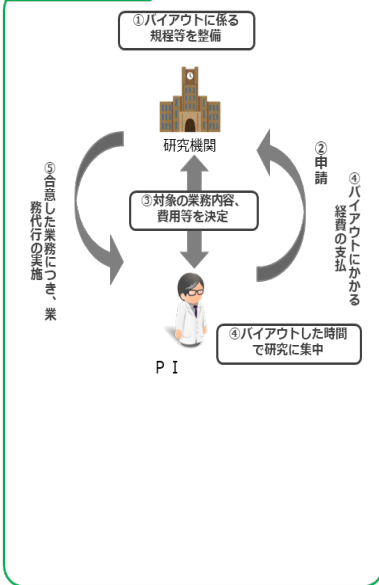 ①バイアウトに係る
規程等を整備
研究機関
②申請
③対象の業務内容、
費用等を決定
④バイアウトにかかる
経費の支払
⑤合意した業務につき、業
務代行の実施
④バイアウトした時間
で研究に集中
ＰＩ